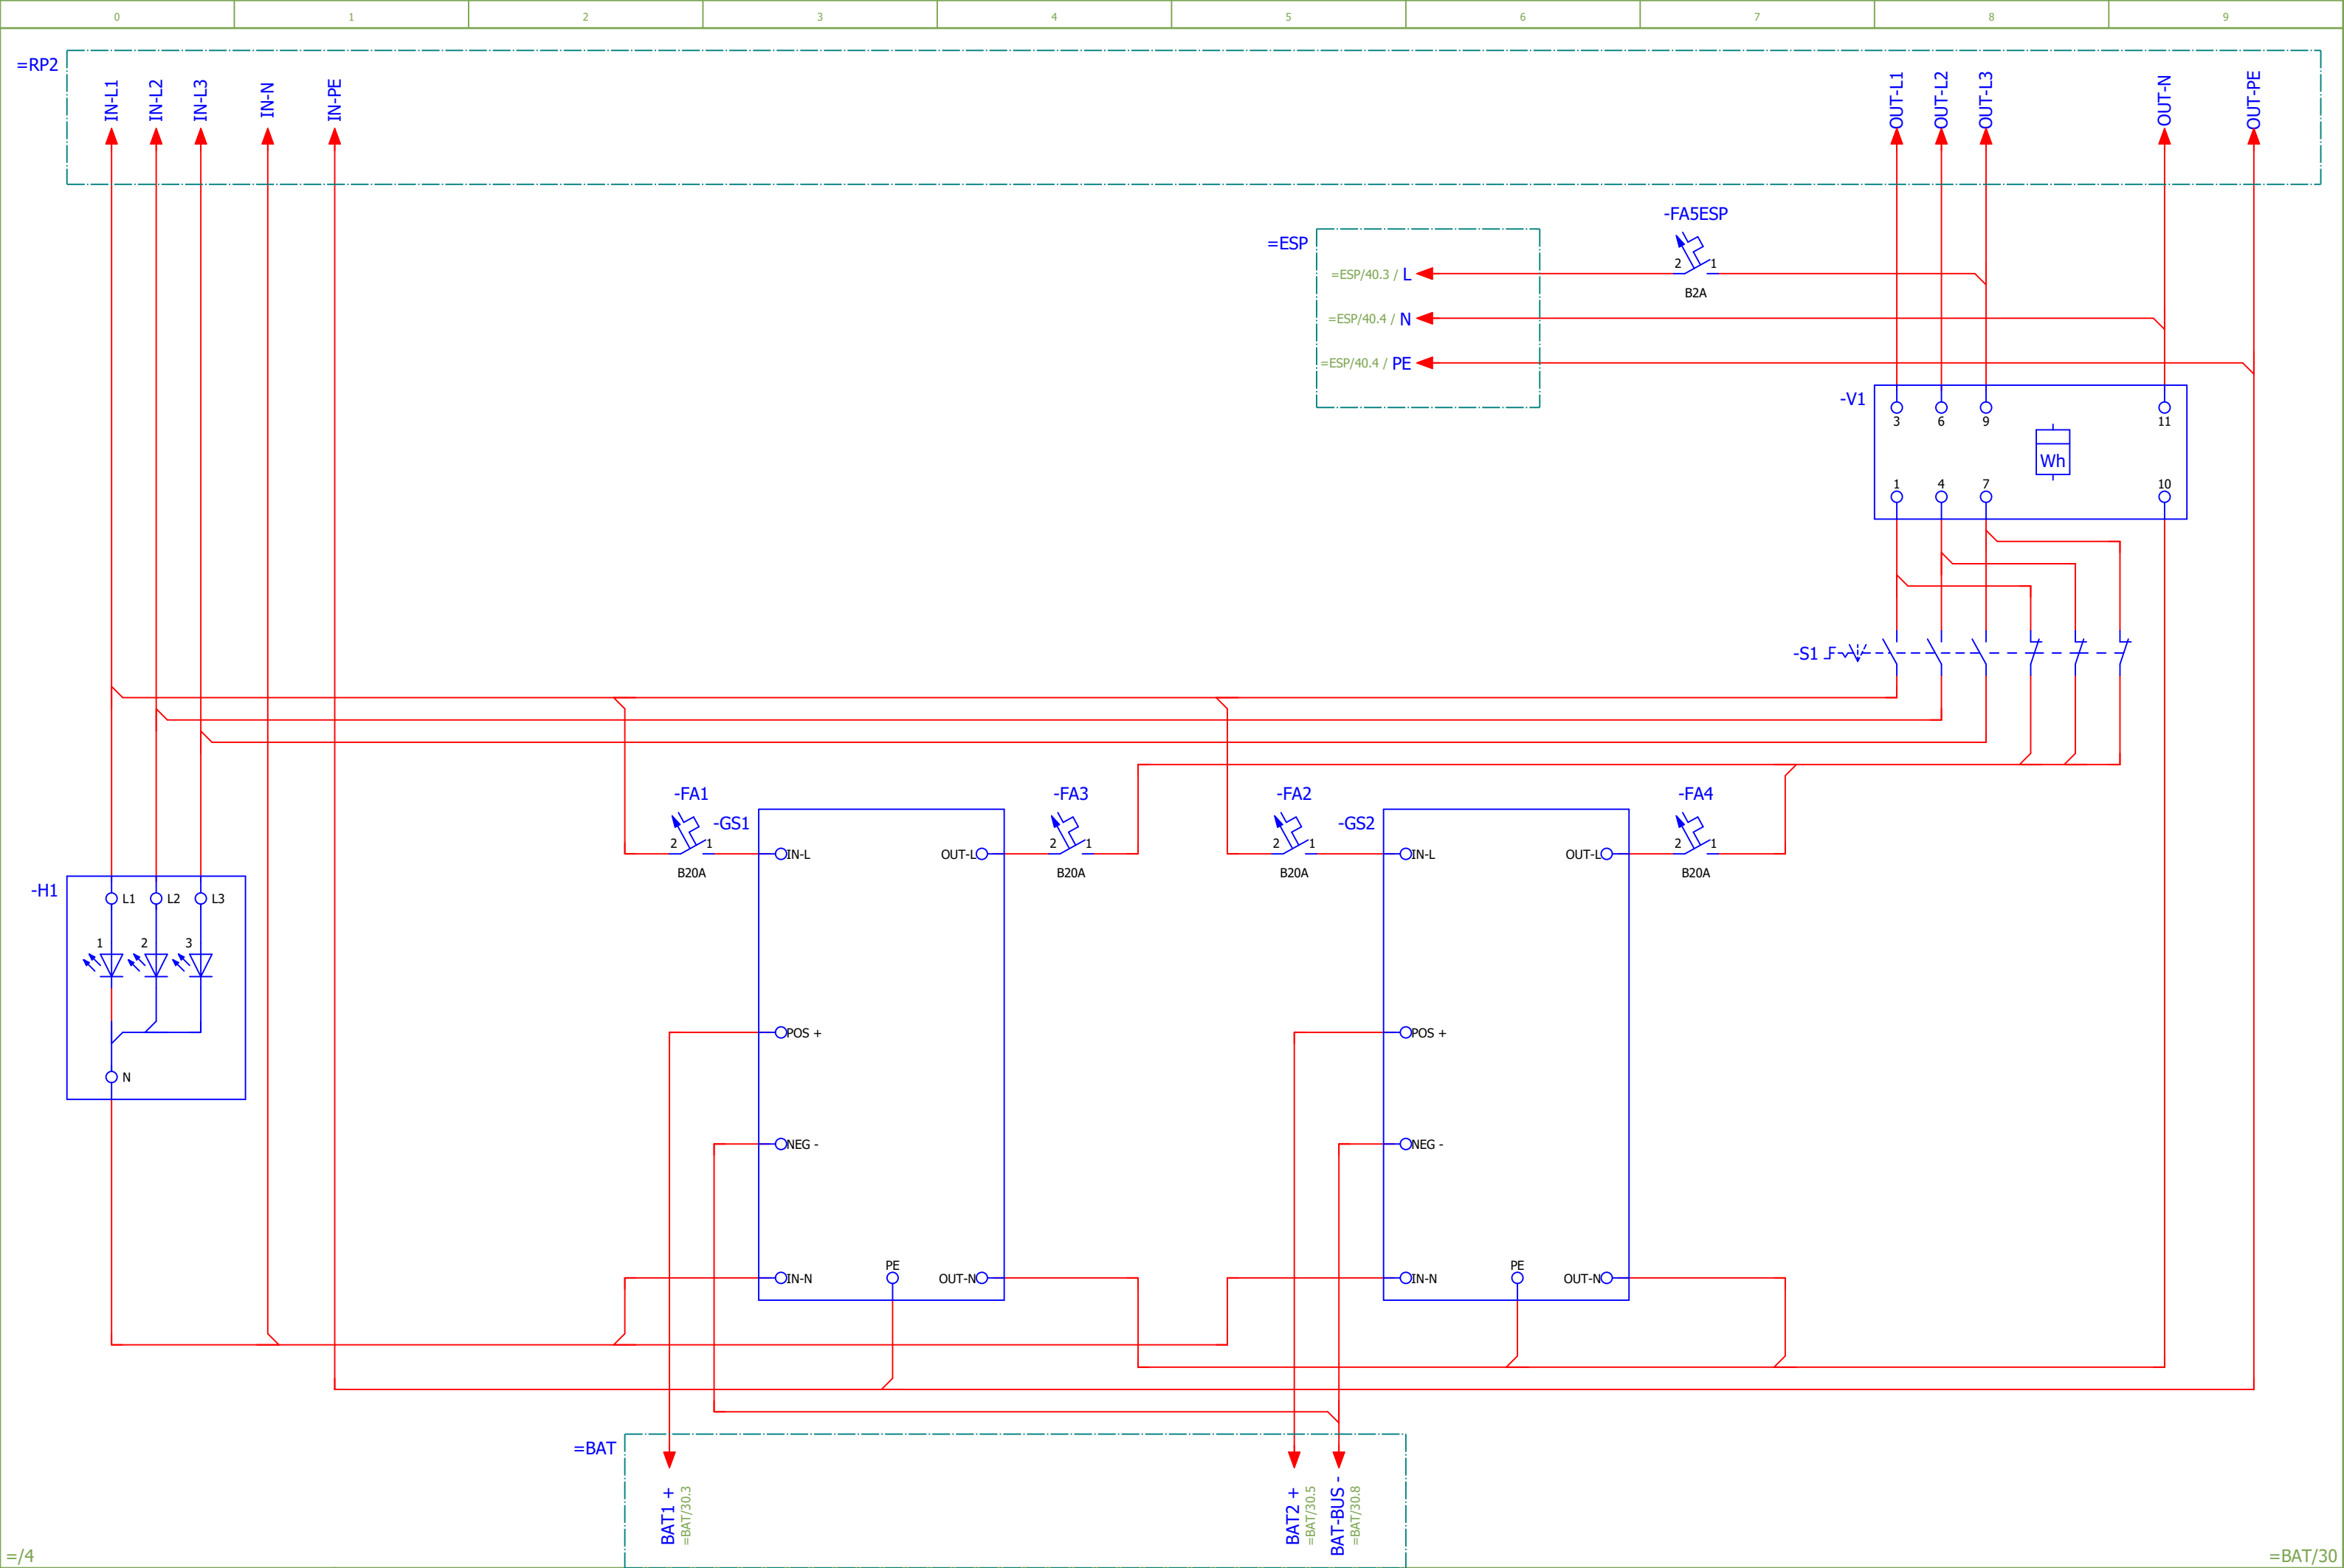 0 1 2 3 4 5 6 7 8 9
=RP2
IN-L1 IN-L2 IN-L3 IN-N IN-PE OUT-L1 OUT-L2 OUT-L3 OUT-N OUT-PE
-FA5ESP
=ESP
=ESP/40.3 / L
2 1
B2A
=ESP/40.4 / N
=ESP/40.4 / PE
-V1
3 6 9 11
Wh
1 4 7 10
-S1
-FA1 -FA3 -FA2 -FA4
-GS1 -GS2
2 1 2 1 2 1 2 1
IN-L OUT-L IN-L OUT-L
B20A B20A B20A B20A
-H1
L1 L2 L3
1 2 3
POS + POS +
N
NEG - NEG -
PE PE
IN-N OUT-N IN-N OUT-N
=BAT
BAT1 +
=BAT/30.3
BAT2 +
=BAT/30.5
BAT-BUS -
=BAT/30.8
=/4
=BAT/30